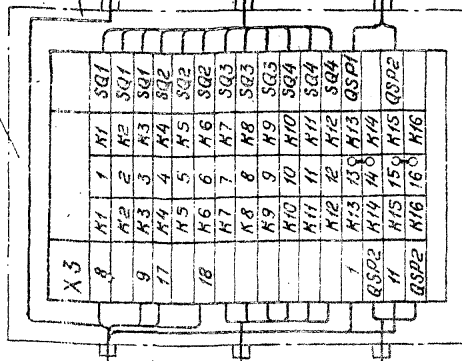 X3
8 K1 1 K1 SQ1
K2 2 K2 SQ1
9 K3 3 K3 SQ1
17 K4 4 K4 SQ2
K5 5 K5 SQ2
18 K6 6 K6 SQ2
K7 7 K7 SQ3
K8 8 K8 SQ3
K9 9 K9 SQ3
K10 10 K10 SQ4
K11 11 K11 SQ4
K12 12 K12 SQ4
1 K13 13 K13 QSP1
QSP2 K14 14 K14
11 K15 15 K15 QSP2
QSP2 K16 16 K16